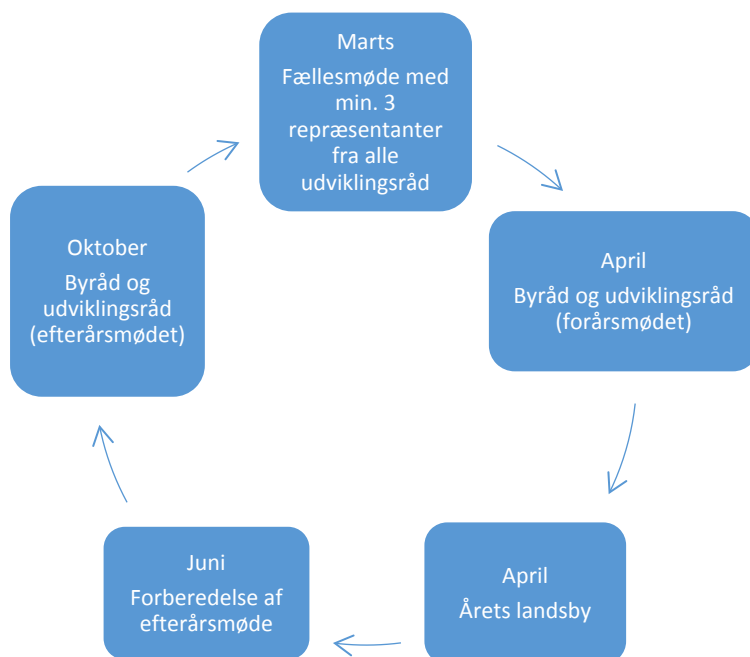 Marts
Fællesmøde med
min. 3
repræsentanter
fra alle
udviklingsråd
April
Byråd og udviklingsråd
(forårsmødet)
April
Årets landsby
Juni
Forberedelse af
efterårsmøde
Oktober
Byråd og
udviklingsråd
(efterårsmødet)